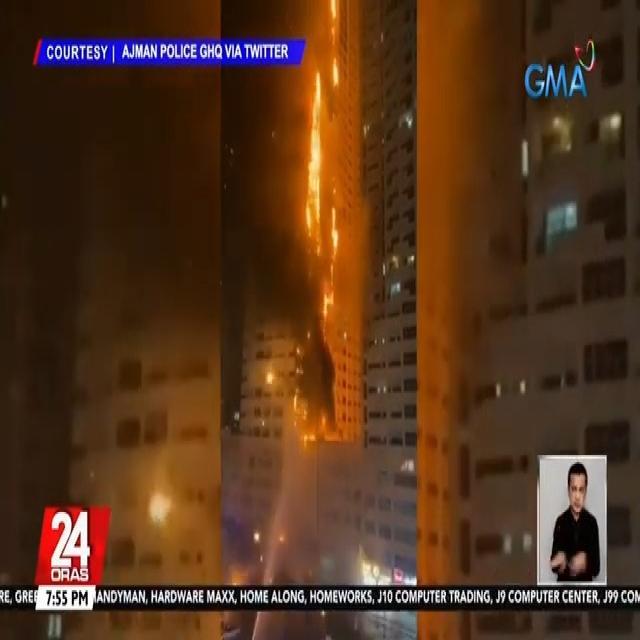 COURTESY | AJMAN POLICE GHQ VIA TWITTER
GMA
24
ORAS
7:55 PM
RE, GREE
HANDYMAN, HARDWARE MAXX, HOME ALONG, HOMEWORKS, J10 COMPUTER TRADING, J9 COMPUTER CENTER, J99 COM